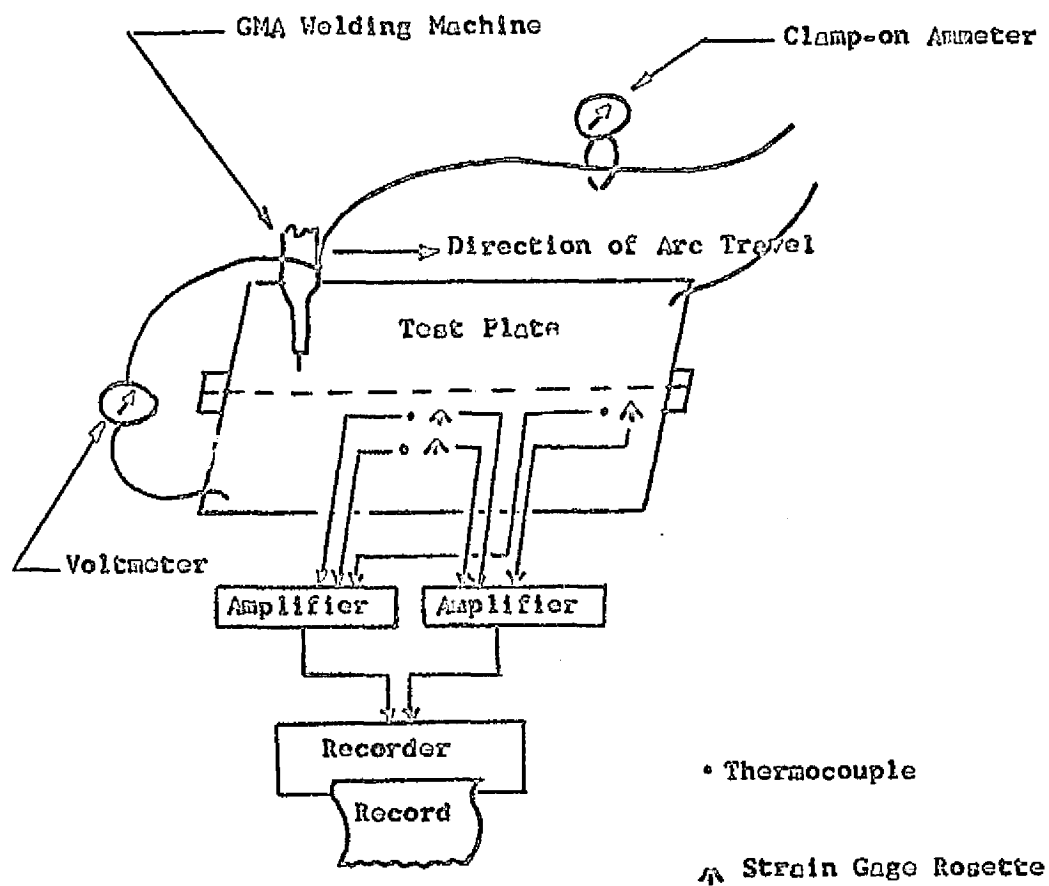 GMA Welding Machine
Clamp-on Ammeter
Direction of Arc Travel
Test Plate
Voltmeter
Amplifier
Amplifier
Recorder
Record
Thermocouple
Strain Gage Rosette